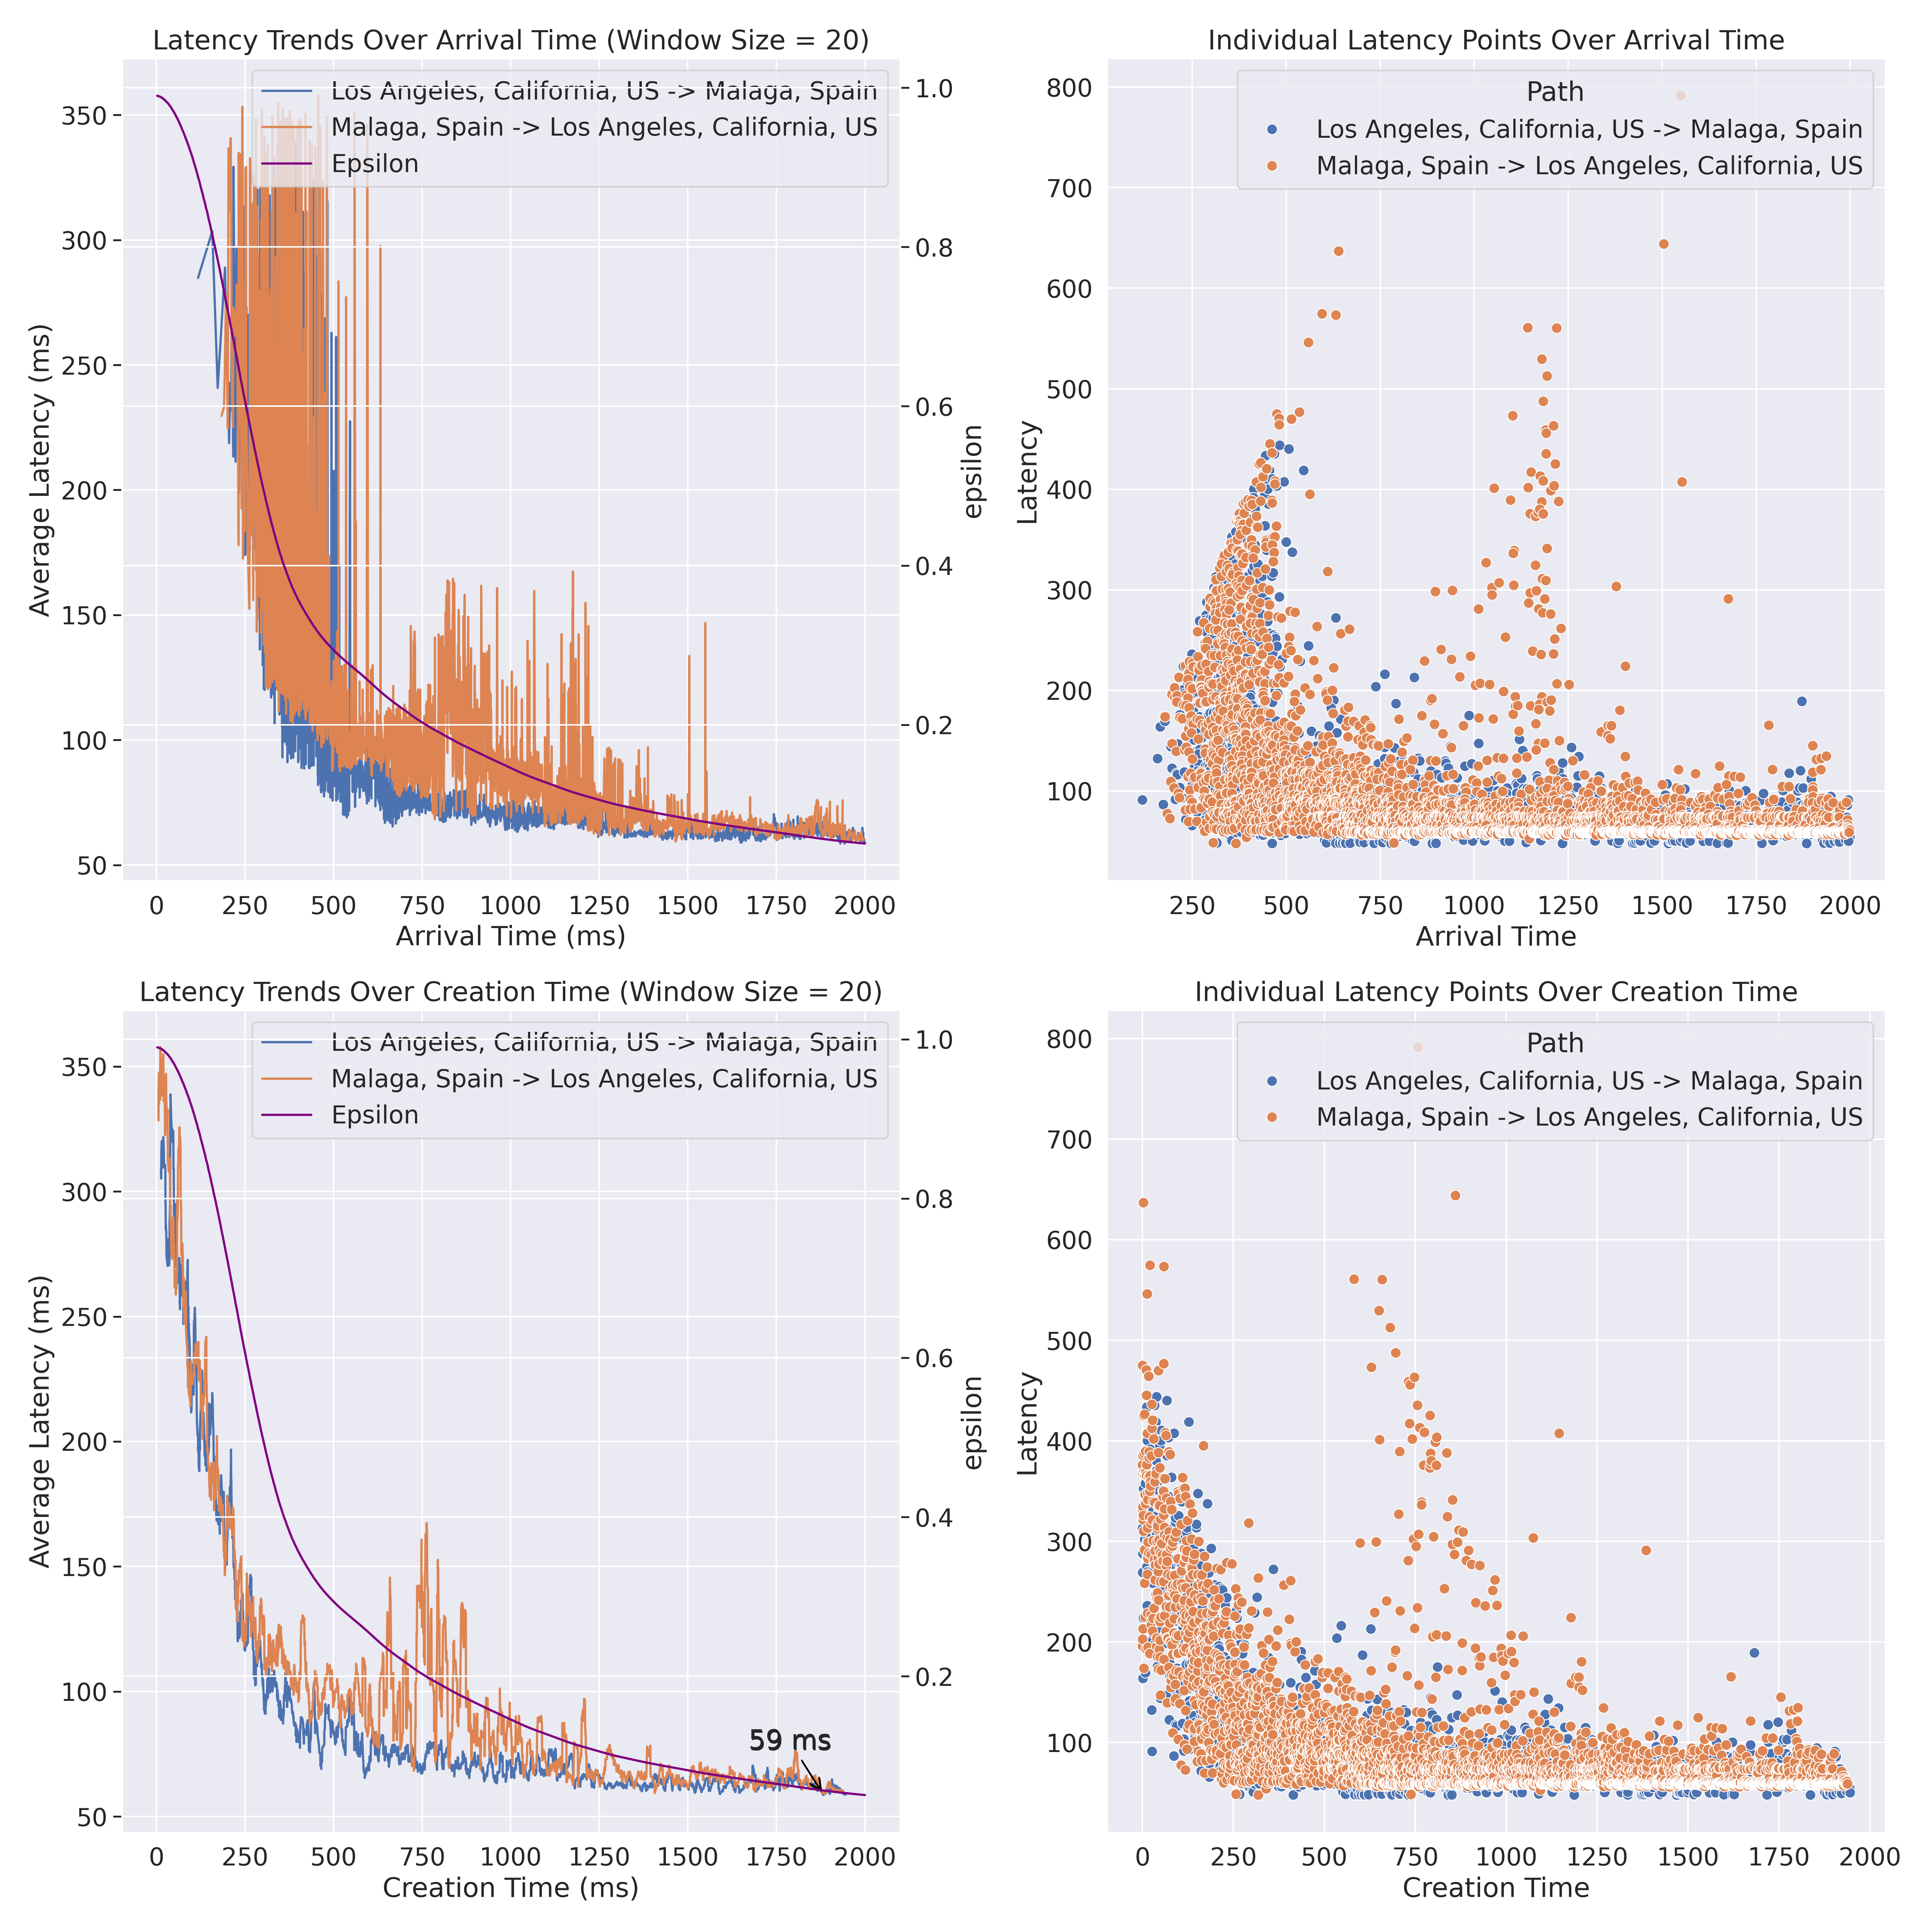 Latency Trends Over Arrival Time (Window Size = 20)
Los Angeles, California, US -> Malaga, Spain
Malaga, Spain -> Los Angeles, California, US
Epsilon
350
300
250
200
150
100
50
Average Latency (ms)
1.0
0.8
0.6
0.4
0.2
epsilon
0 250 500 750 1000 1250 1500 1750 2000
Arrival Time (ms)
Individual Latency Points Over Arrival Time
Path
Los Angeles, California, US -> Malaga, Spain
Malaga, Spain -> Los Angeles, California, US
800
700
600
500
400
300
200
100
Latency
250 500 750 1000 1250 1500 1750 2000
Arrival Time
Latency Trends Over Creation Time (Window Size = 20)
Los Angeles, California, US -> Malaga, Spain
Malaga, Spain -> Los Angeles, California, US
Epsilon
350
300
250
200
150
100
50
Average Latency (ms)
1.0
0.8
0.6
0.4
0.2
epsilon
59 ms
0 250 500 750 1000 1250 1500 1750 2000
Creation Time (ms)
Individual Latency Points Over Creation Time
Path
Los Angeles, California, US -> Malaga, Spain
Malaga, Spain -> Los Angeles, California, US
800
700
600
500
400
300
200
100
Latency
0 250 500 750 1000 1250 1500 1750 2000
Creation Time